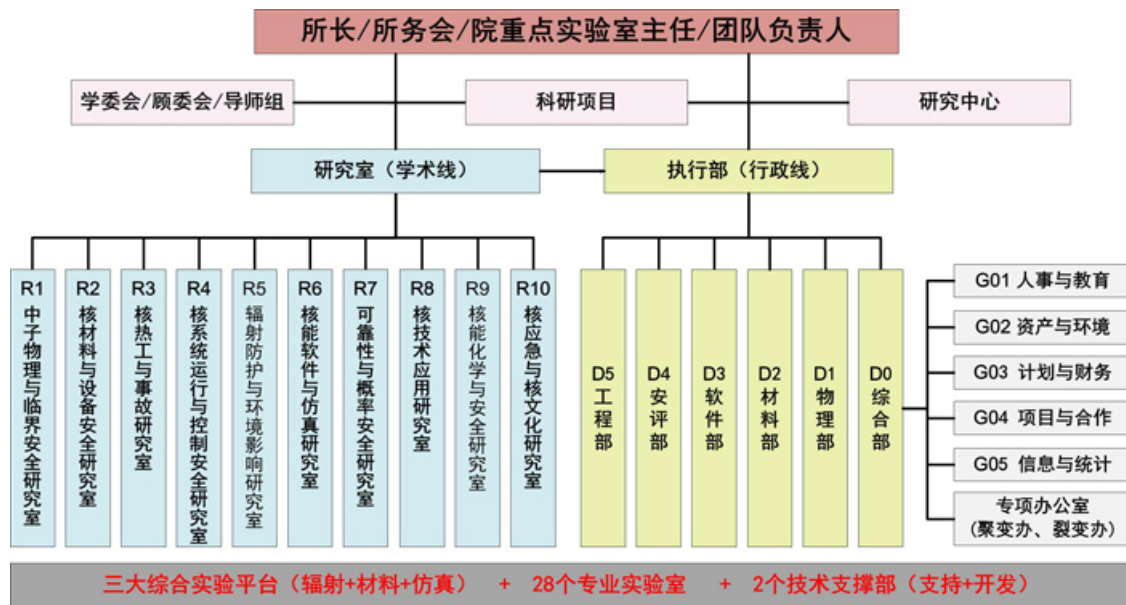 所长/所务会/院重点实验室主任/团队负责人
学委会/顾委会/导师组
科研项目
研究中心
研究室（学术线）
执行部（行政线）
R1 中子物理与临界安全研究室
R2 核材料与设备安全研究室
R3 核热工与事故研究室
R4 核系统运行与控制安全研究室
R5 辐射防护与环境影响研究室
R6 核能软件与仿真研究室
R7 可靠性与概率安全研究室
R8 核技术应用研究室
R9 核能化学与安全研究室
R10 核应急与核文化研究室
D5 工程部
D4 安评部
D3 软件部
D2 材料部
D1 物理部
D0 综合部
G01 人事与教育
G02 资产与环境
G03 计划与财务
G04 项目与合作
G05 信息与统计
专项办公室
(聚变办、裂变办)
三大综合实验平台（辐射+材料+仿真） + 28个专业实验室 + 2个技术支撑部（支持+开发）